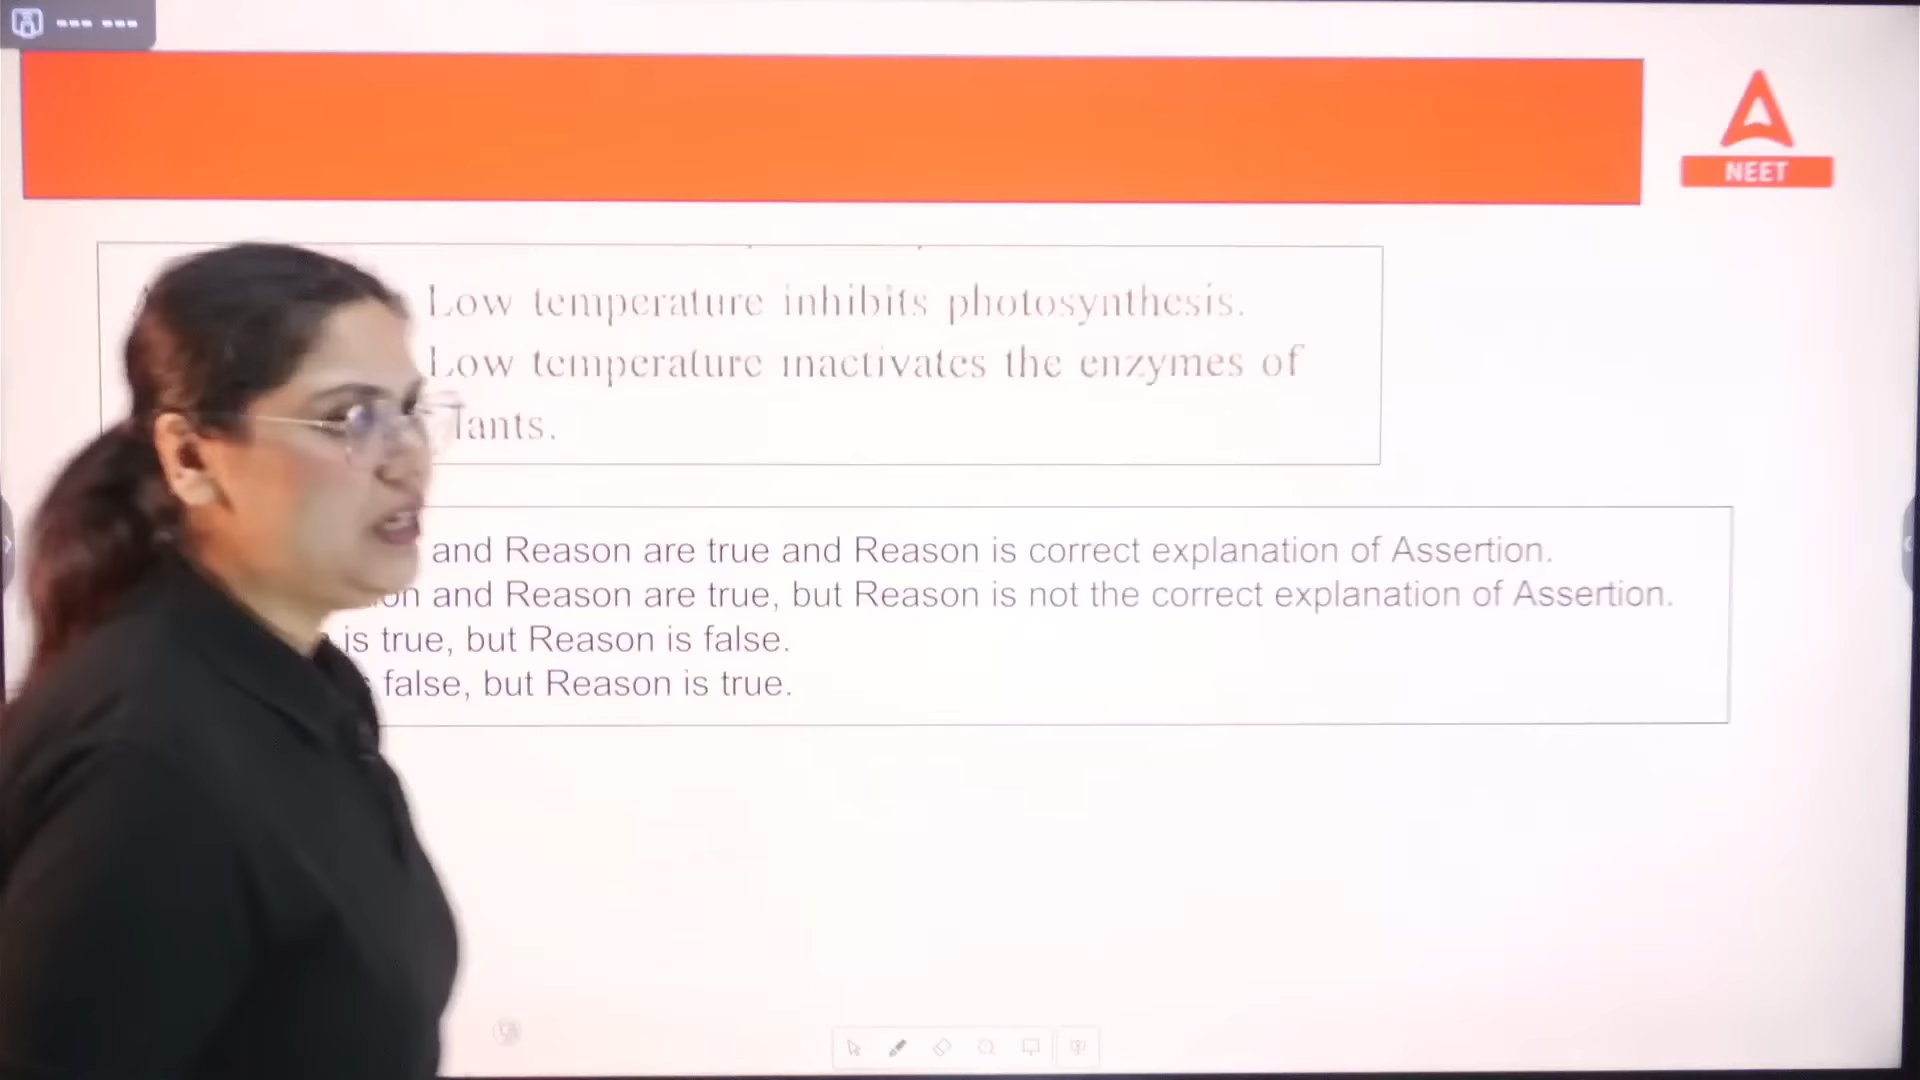 NEET
Low temperature inhibits photosynthesis.
Low temperature inactivates the enzymes of
lants.
and Reason are true and Reason is correct explanation of Assertion.
on and Reason are true, but Reason is not the correct explanation of Assertion.
is true, but Reason is false.
false, but Reason is true.